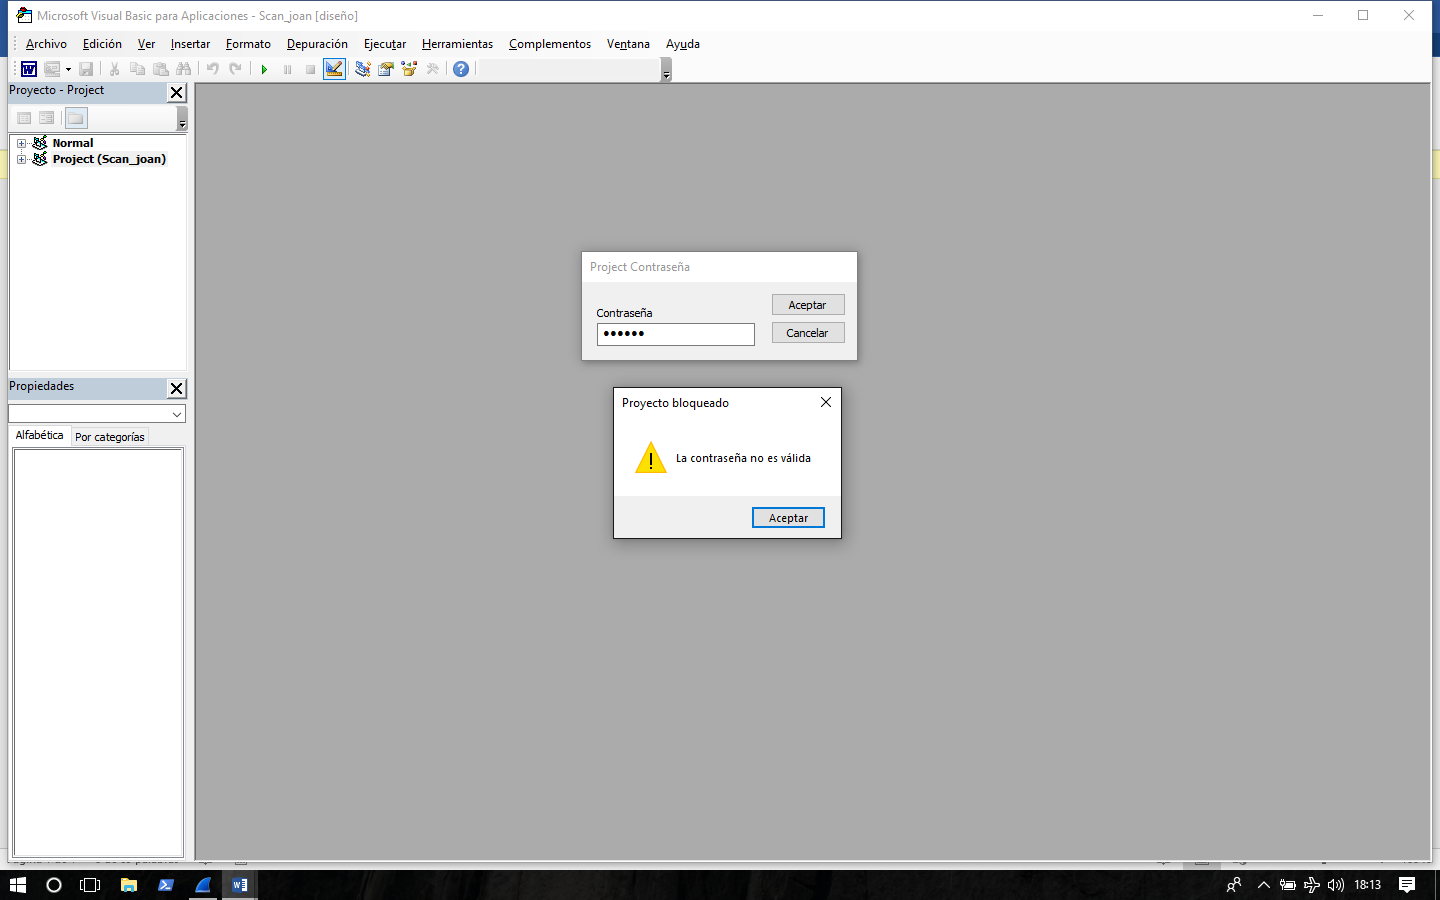 Microsoft Visual Basic para Aplicaciones - Scan_joan [diseño]
Archivo Edición Ver Insertar Formato Depuración Ejecutar Herramientas Complementos Ventana Ayuda
Proyecto - Project
Normal
Project (Scan_joan)
Project Contraseña
Contraseña
Aceptar
••••••
Cancelar
Propiedades
Alfabética Por categorías
Proyecto bloqueado
La contraseña no es válida
Aceptar
18:13